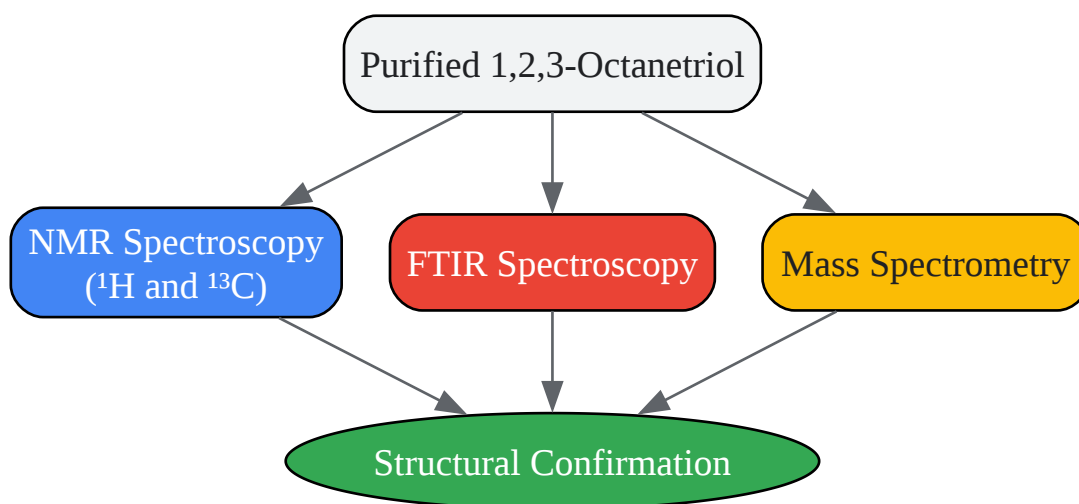 Purified 1,2,3-Octanetriol
NMR Spectroscopy
(¹H and ¹³C)
FTIR Spectroscopy
Mass Spectrometry
Structural Confirmation